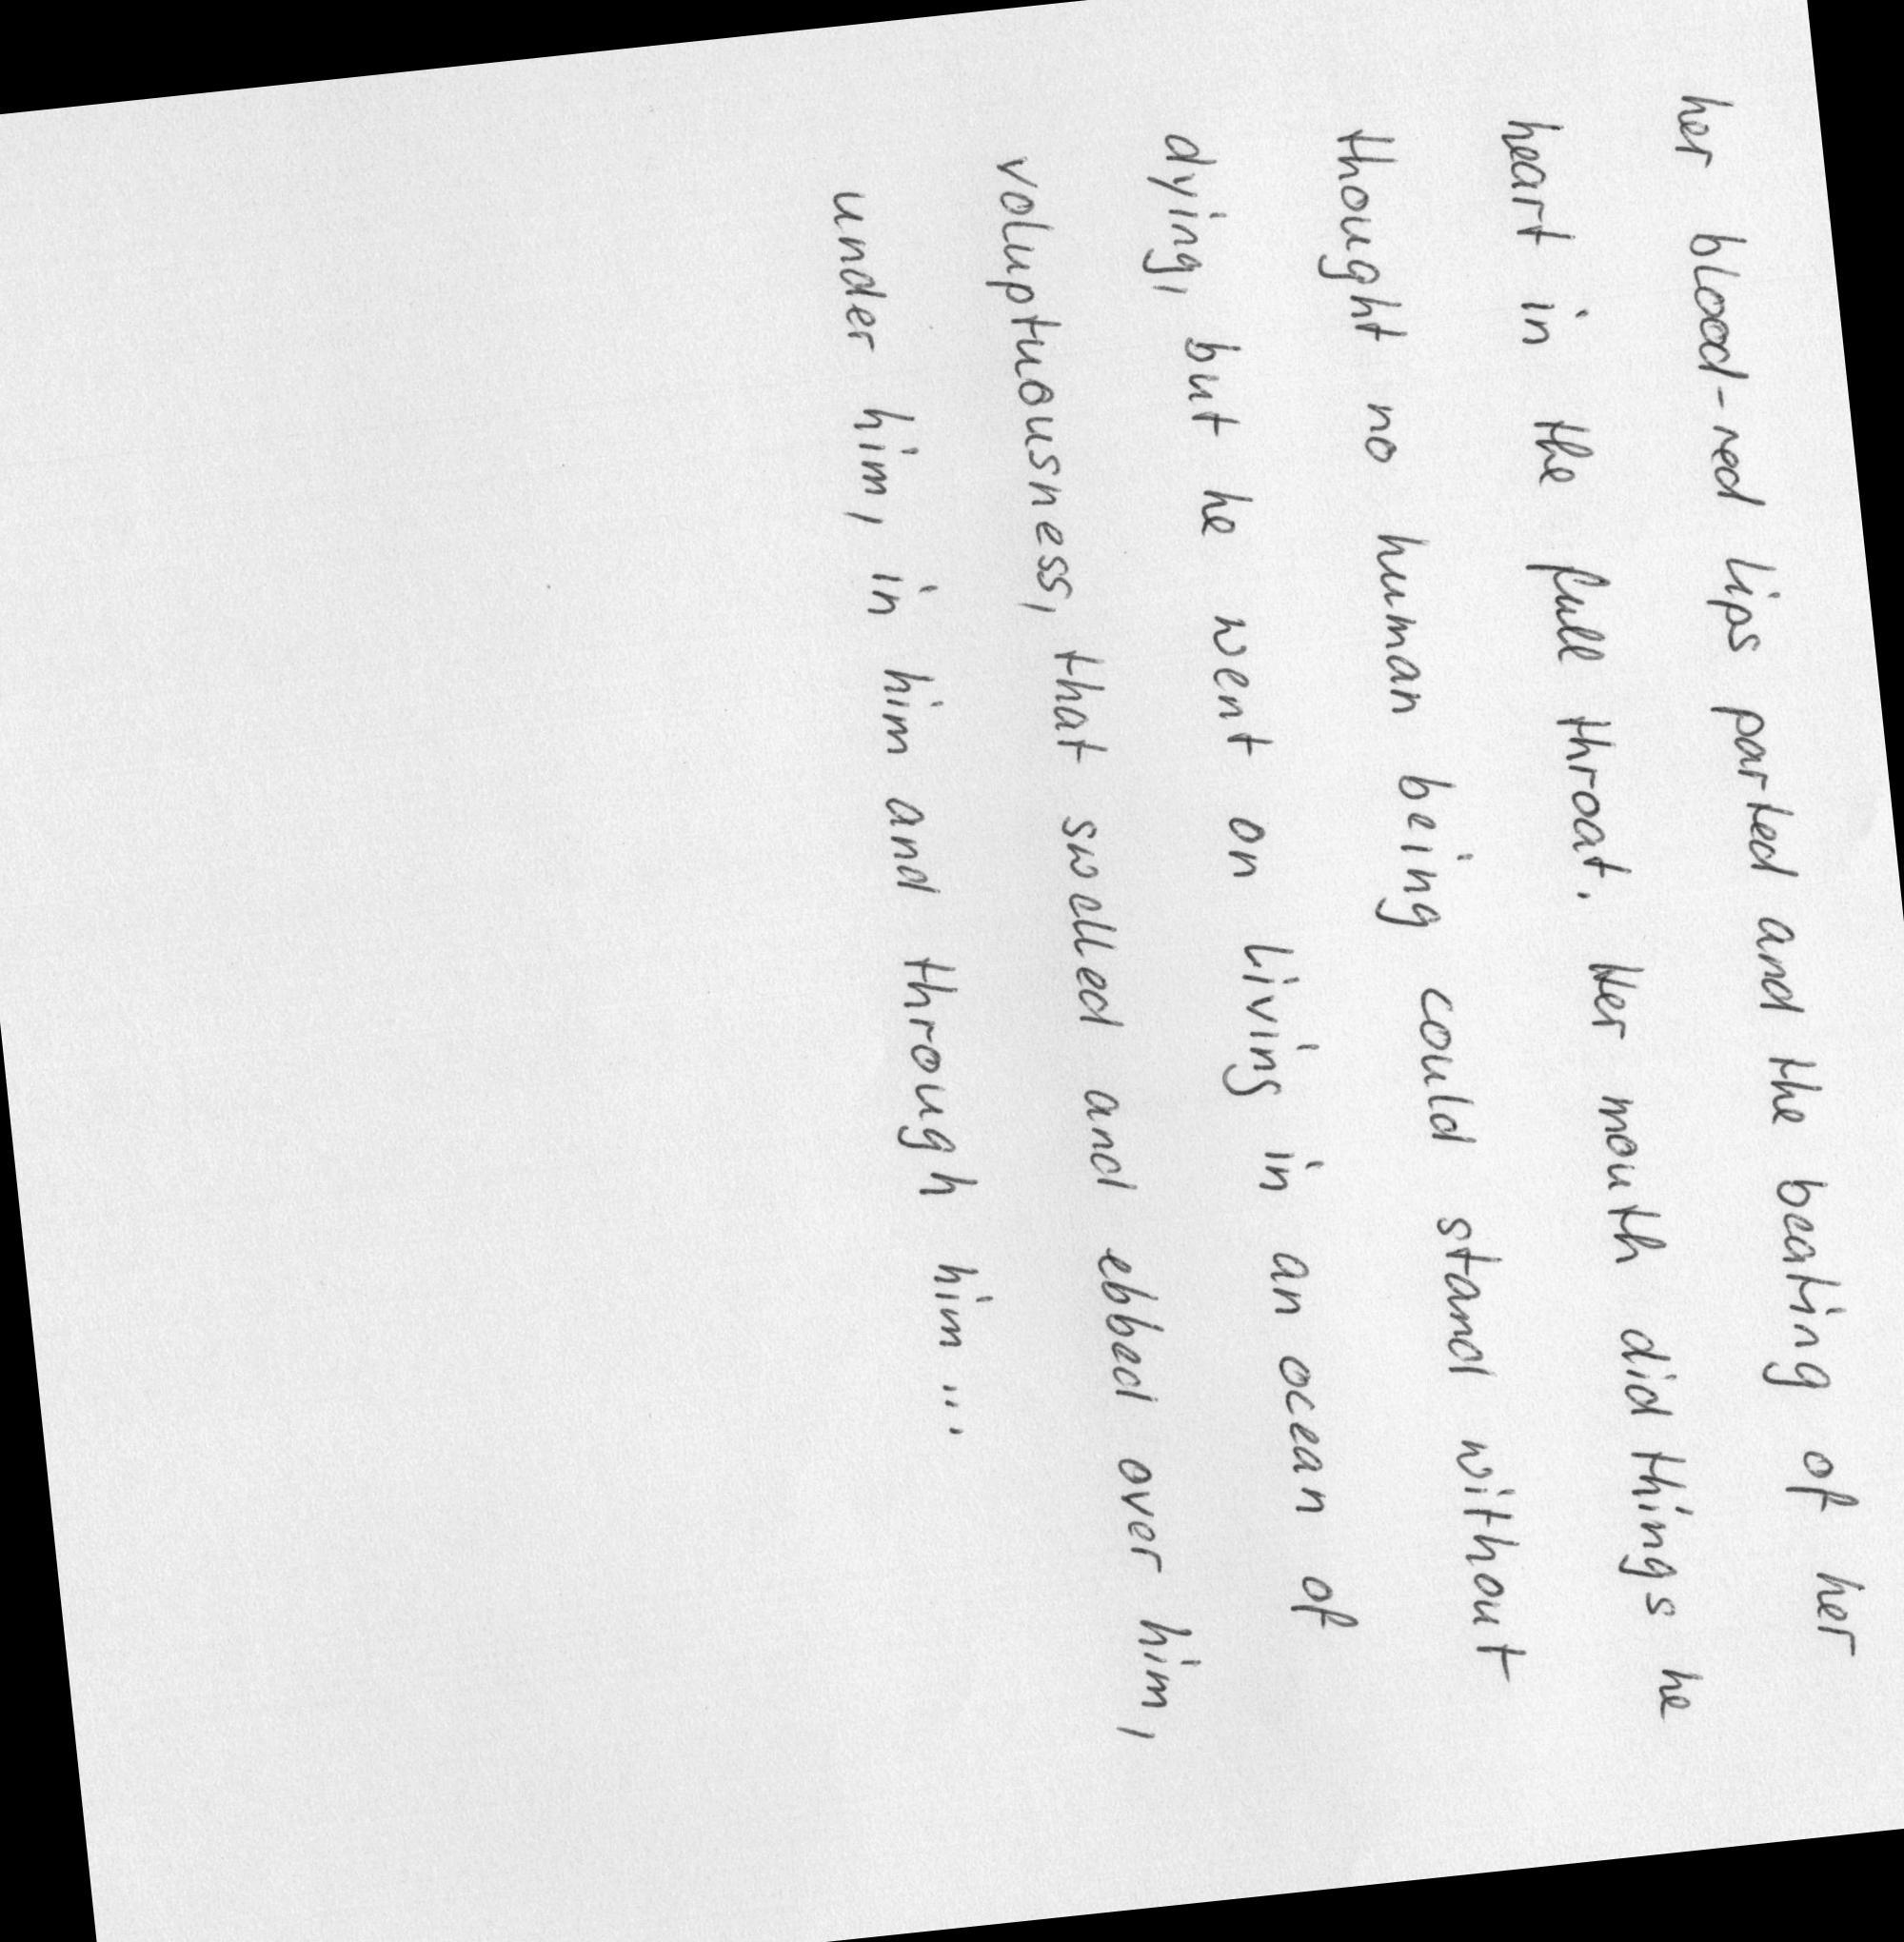 her blood-red lips parted and the beating of her
heart in the full throat. Her mouth did things he
thought no human being could stand without
dying, but he went on living in an ocean of
voluptuousness, that swelled and ebbed over him,
under him, in him and through him...